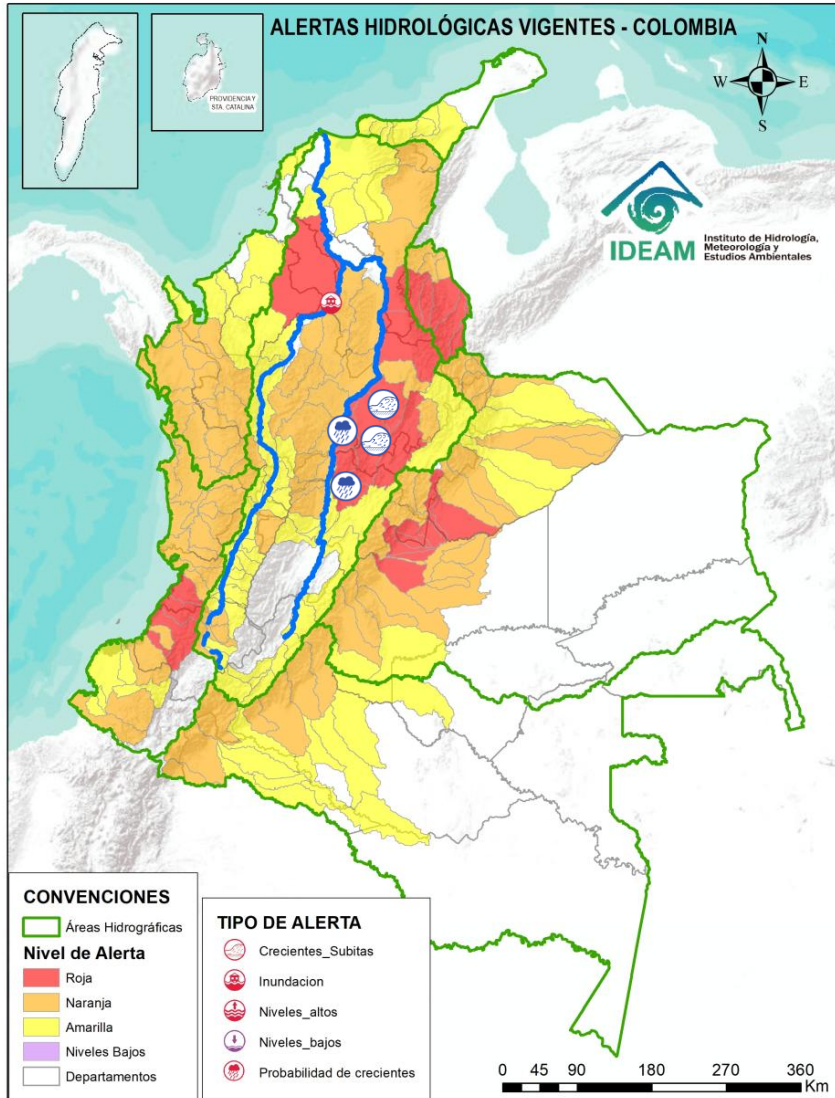 ALERTAS HIDROLÓGICAS VIGENTES - COLOMBIA
PROVIDENCIA Y
STA. CATALINA
N
W
E
S
IDEAM
Instituto de Hidrología,
Meteorología y
Estudios Ambientales
CONVENCIONES
Áreas Hidrográficas
Nivel de Alerta
Roja
Naranja
Amarilla
Niveles Bajos
Departamentos
TIPO DE ALERTA
Crecientes_Subitas
Inundacion
Niveles_altos
Niveles_bajos
Probabilidad de crecientes
0 45 90 180 270 360
Km